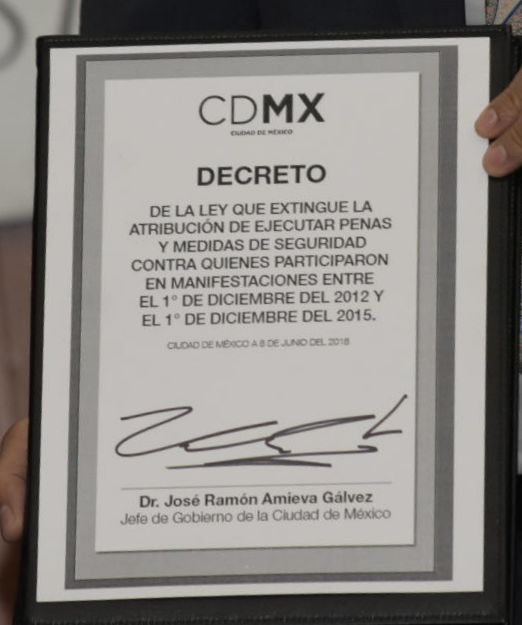 CDMX
CIUDAD DE MÉXICO
DECRETO
DE LA LEY QUE EXTINGUE LA
ATRIBUCIÓN DE EJECUTAR PENAS
Y MEDIDAS DE SEGURIDAD
CONTRA QUIENES PARTICIPARON
EN MANIFESTACIONES ENTRE
EL 1° DE DICIEMBRE DEL 2012 Y
EL 1° DE DICIEMBRE DEL 2015.
CIUDAD DE MÉXICO A 8 DE JUNIO DEL 2018
Dr. José Ramón Amieva Gálvez
Jefe de Gobierno de la Ciudad de México